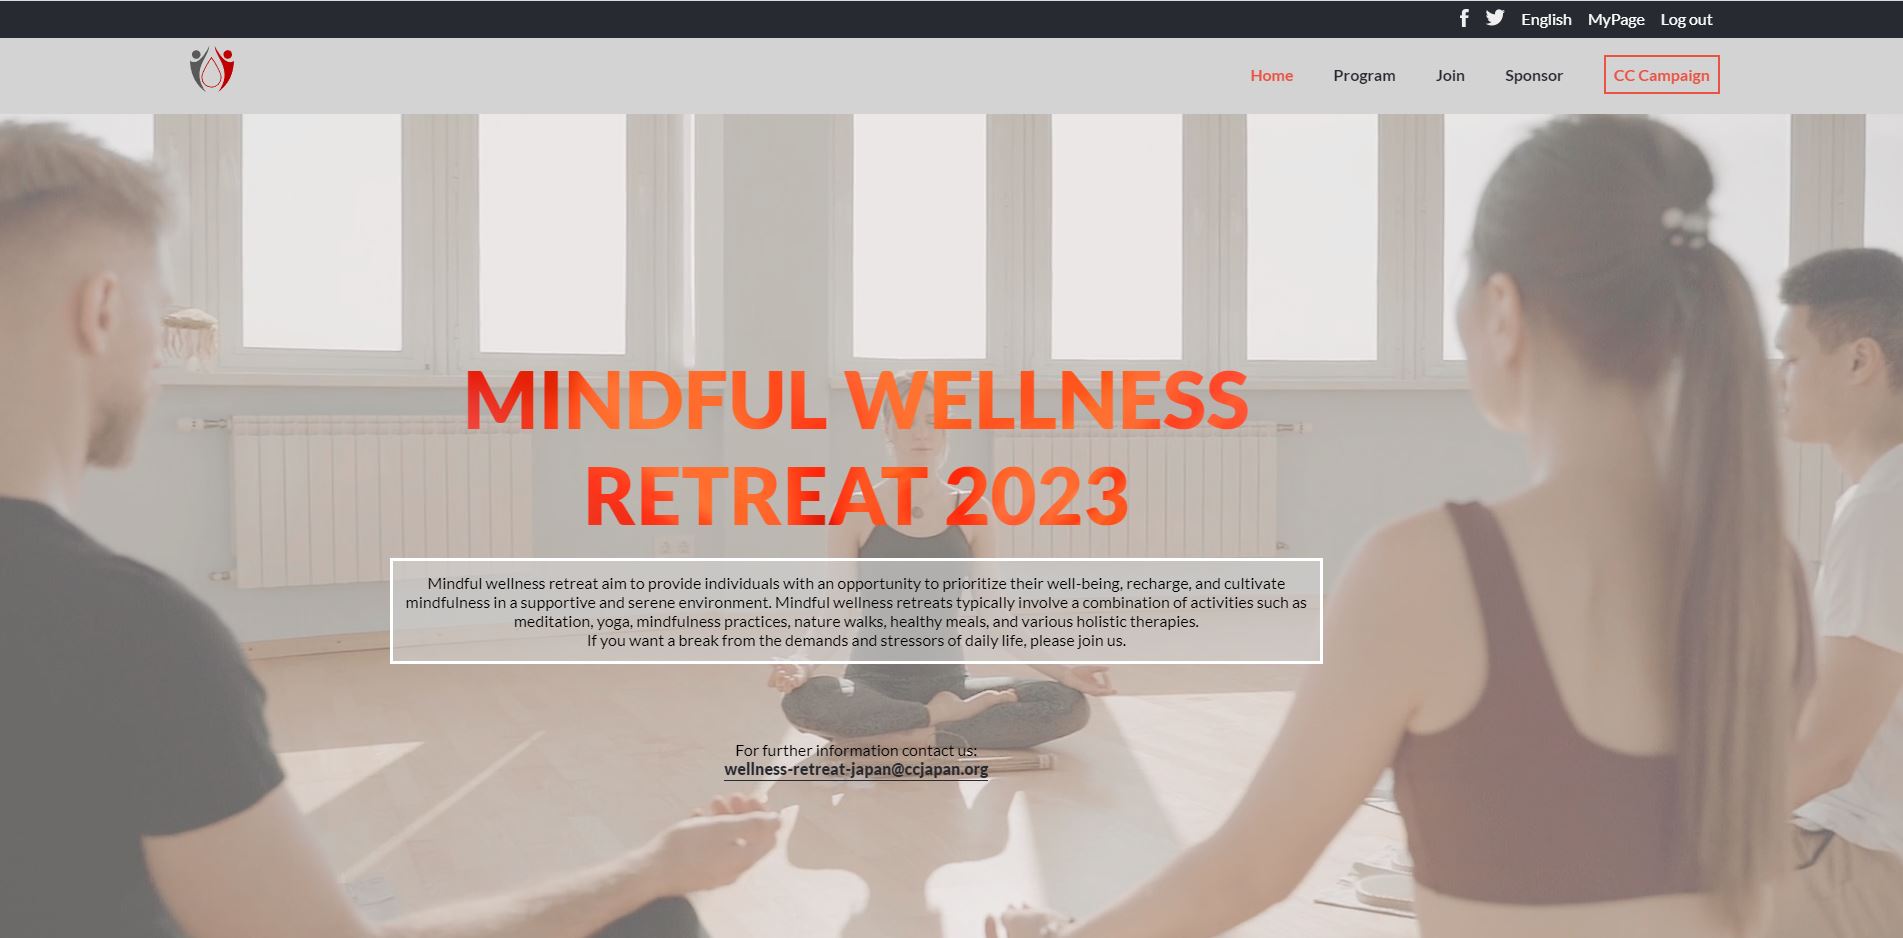 English MyPage Log out
Home Program Join Sponsor CC Campaign
MINDFUL WELLNESS
RETREAT 2023
Mindful wellness retreat aim to provide individuals with an opportunity to prioritize their well-being, recharge, and cultivate
mindfulness in a supportive and serene environment. Mindful wellness retreats typically involve a combination of activities such as
meditation, yoga, mindfulness practices, nature walks, healthy meals, and various holistic therapies.
If you want a break from the demands and stressors of daily life, please join us.
For further information contact us:
wellness-retreat-japan@ccjapan.org